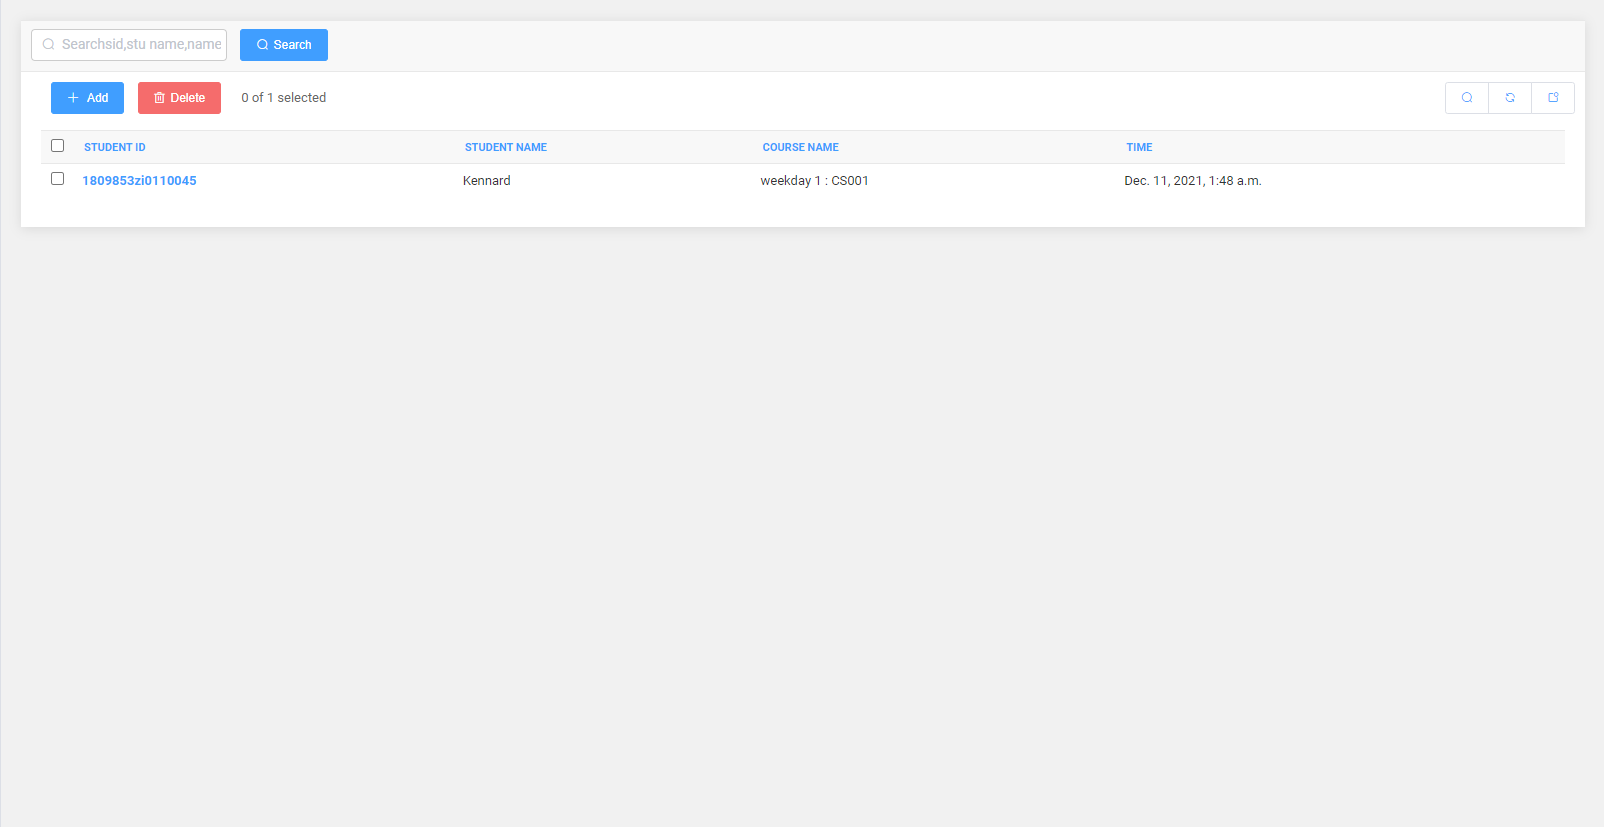 Searchsid,stu name,name
Search
Add
Delete
0 of 1 selected
STUDENT ID
STUDENT NAME
COURSE NAME
TIME
1809853zi0110045
Kennard
weekday 1 : CS001
Dec. 11, 2021, 1:48 a.m.